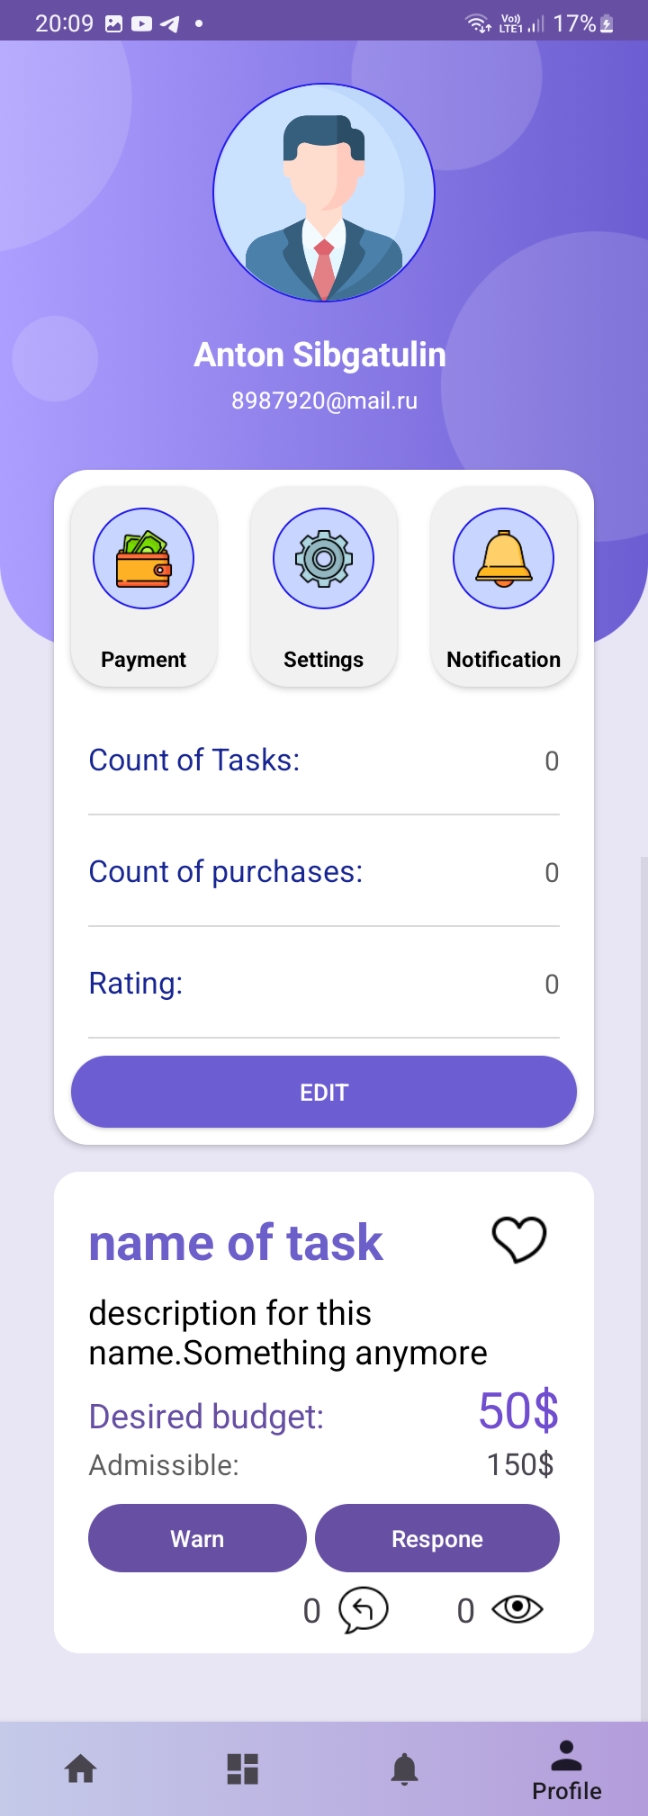 20:09 Vo)) LTE1 17%
Anton Sibgatulin
8987920@mail.ru
Payment Settings Notification
Count of Tasks: 0
Count of purchases: 0
Rating: 0
EDIT
name of task
description for this
name.Something anymore
Desired budget: 50$
Admissible: 150$
Warn Respone
0 0
Profile